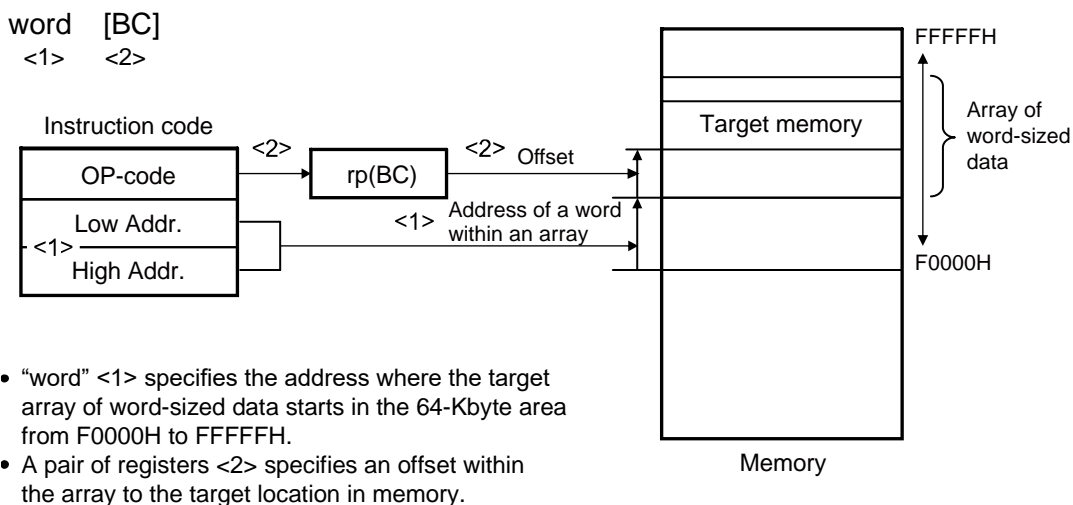 word [BC]
<1> <2>
Instruction code
OP-code
Low Addr.
<1>
High Addr.
<2>
rp(BC)
<2> Offset
<1> Address of a word
within an array
FFFFFH
Target memory
Array of
word-sized
data
F0000H
Memory
• “word” <1> specifies the address where the target
array of word-sized data starts in the 64-Kbyte area
from F0000H to FFFFFH.
• A pair of registers <2> specifies an offset within
the array to the target location in memory.